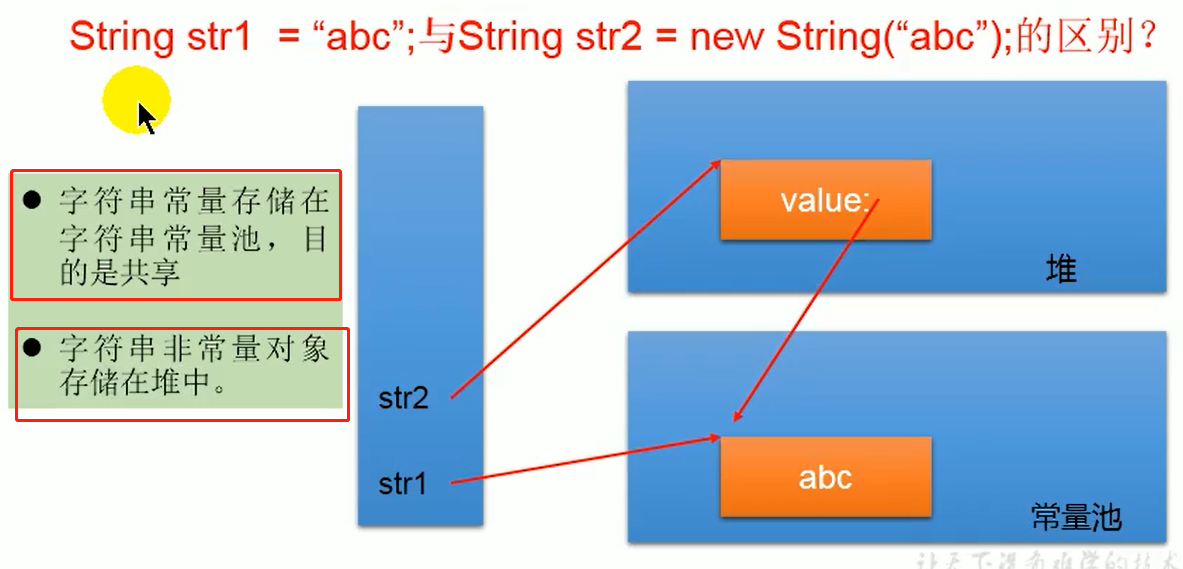 String str1 = “abc”;与String str2 = new String(“abc”);的区别？
● 字符串常量存储在
字符串常量池，目
的是共享
● 字符串非常量对象
存储在堆中。
str2
str1
value:
堆
abc
常量池
让天下没有难学的技术